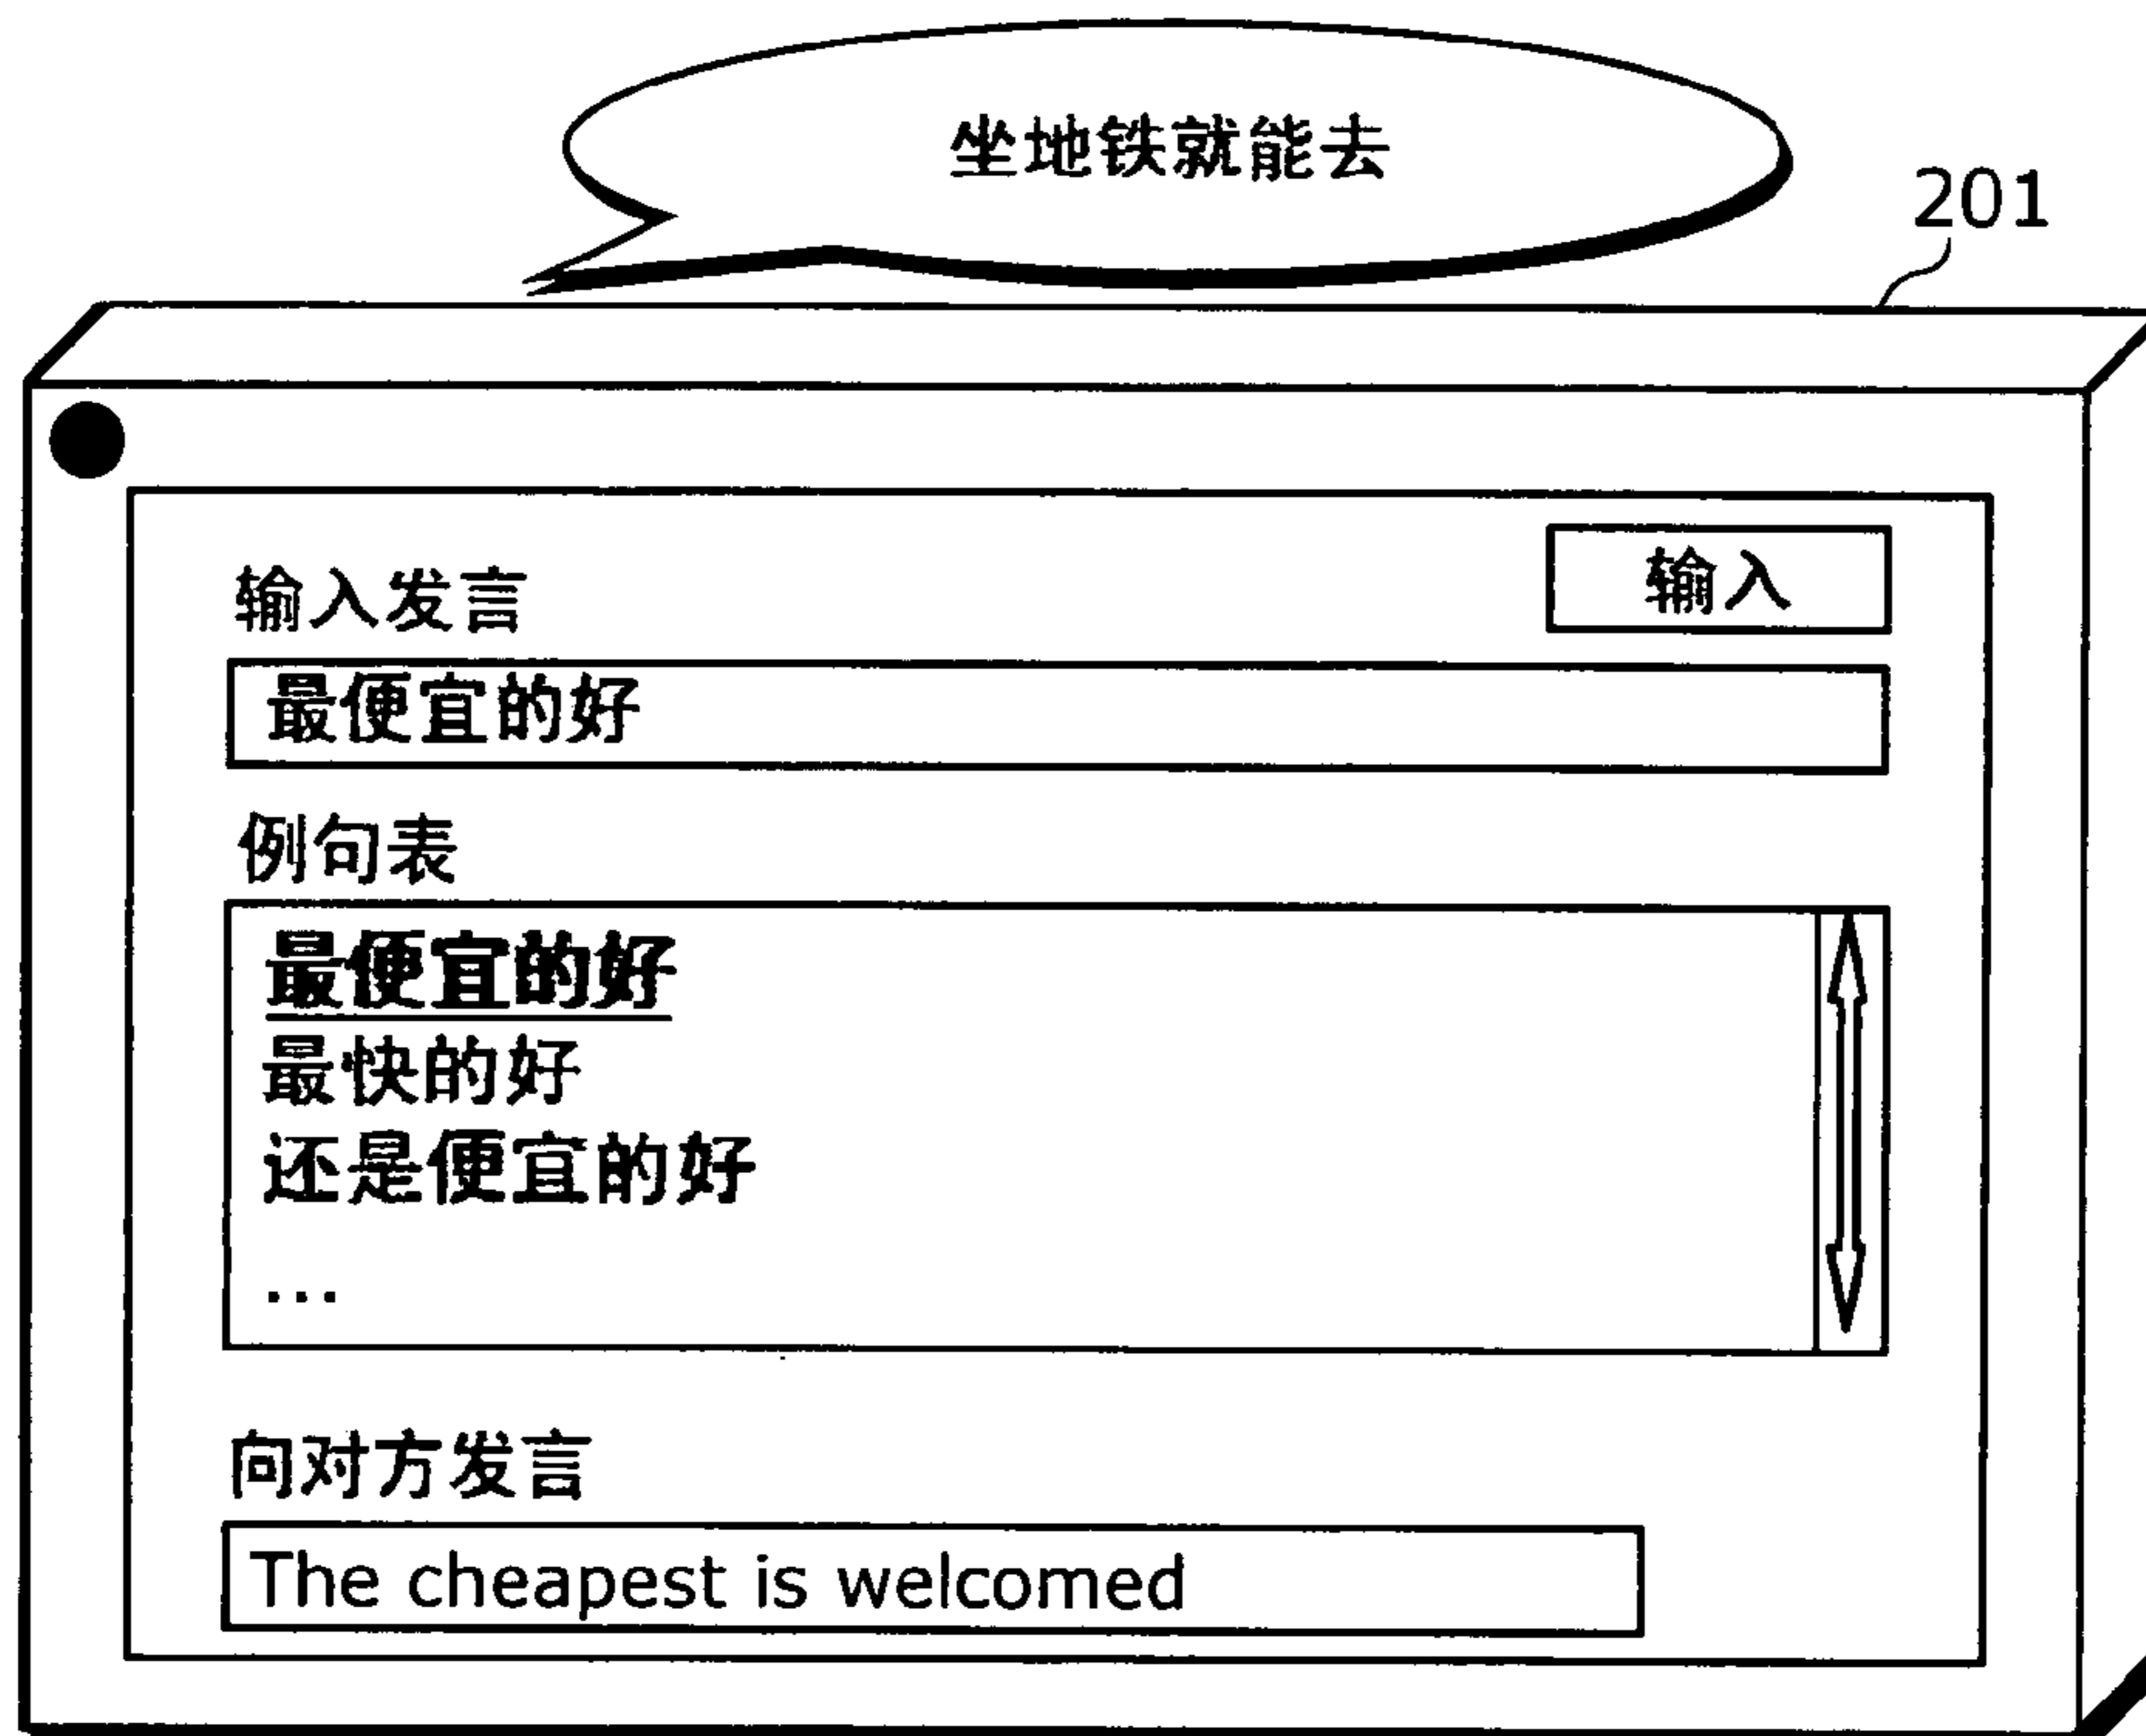 坐地铁就能去
201
输入发言
输入
最便宜的好
例句表
最便宜的好
最快的好
还是便宜的好
...
向对方发言
The cheapest is welcomed